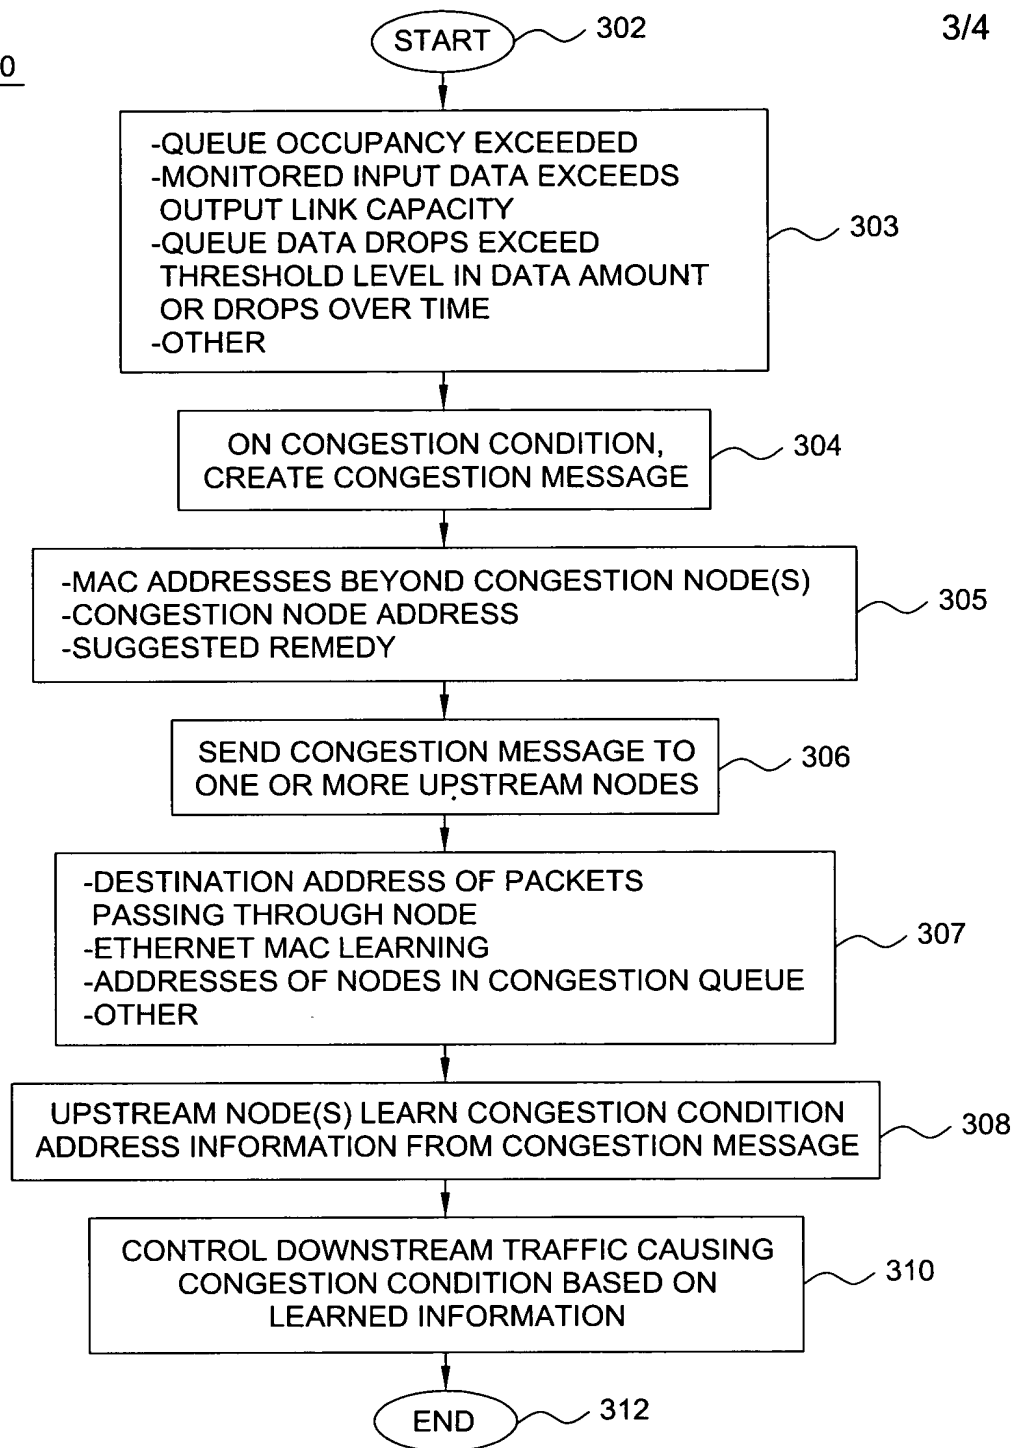 START
302
3/4
0
-QUEUE OCCUPANCY EXCEEDED
-MONITORED INPUT DATA EXCEEDS
OUTPUT LINK CAPACITY
-QUEUE DATA DROPS EXCEED
THRESHOLD LEVEL IN DATA AMOUNT
OR DROPS OVER TIME
-OTHER
303
ON CONGESTION CONDITION,
CREATE CONGESTION MESSAGE
304
-MAC ADDRESSES BEYOND CONGESTION NODE(S)
-CONGESTION NODE ADDRESS
-SUGGESTED REMEDY
305
SEND CONGESTION MESSAGE TO
ONE OR MORE UPSTREAM NODES
306
-DESTINATION ADDRESS OF PACKETS
PASSING THROUGH NODE
-ETHERNET MAC LEARNING
-ADDRESSES OF NODES IN CONGESTION QUEUE
-OTHER
307
UPSTREAM NODE(S) LEARN CONGESTION CONDITION
ADDRESS INFORMATION FROM CONGESTION MESSAGE
308
CONTROL DOWNSTREAM TRAFFIC CAUSING
CONGESTION CONDITION BASED ON
LEARNED INFORMATION
310
END
312